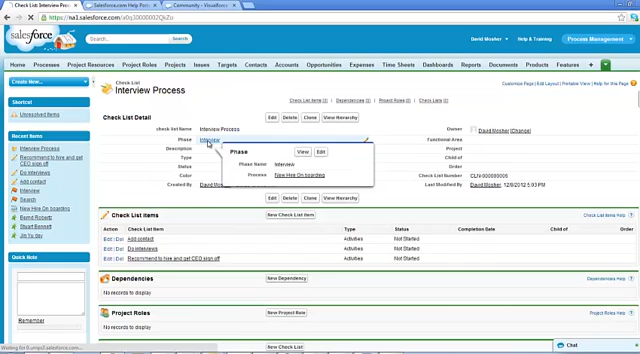 Check List Interview Process
Salesforce.com Help Port
Community - Visualforce
https://na1.salesforce.com/a0q30000002QkZu
salesforce
Search...
Search
David Mosher
Help & Training
Process Management
Home Processes Project Resources Project Roles Issues Targets Contacts Account Portfolios Expenses Time Sheets Dashboards Reports Documents Products Features
Create New...
Shortcut
Unresolved Items
Recent Items
Interview Process
Recommend to hire and get CEO sign off
Do interviews
Add contact
Interview
Search
New Hire On boarding
Bernd Robertz
Stuart Bennett
Jin Yu dev
Quick Note
Remember
Check List
Interview Process
Customize Page | Edit Layout | Printable View | Help for this Page
Check List Items [3] | Dependencies [0] | Project Roles [0] | Check Lists [0]
Check List Detail
Edit Delete Clone View Hierarchy
check list Name Interview Process
Owner David Mosher [Change]
Phase Interview
Functional Area
Description
Project
Type
Process
Status
Order
Color
Check List Number
Created By David Mosher
Last Modified By David Mosher 12/8/2012 5:03 PM
Phase View Edit
Phase Name Interview
Process New Hire On boarding
Edit Delete Clone View Hierarchy
Check List Items
New Check List Item
Check List Items Help
Action Check List Item Type Status Completion Date Child of Order
Edit | Del Add contact Activities Not Started
Edit | Del Do interviews Activities Not Started
Edit | Del Recommend to hire and get CEO sign off Activities Not Started
Dependencies
New Dependency
Dependencies Help
No records to display
Project Roles
New Project Role
Project Roles Help
No records to display
New Check List
Chat